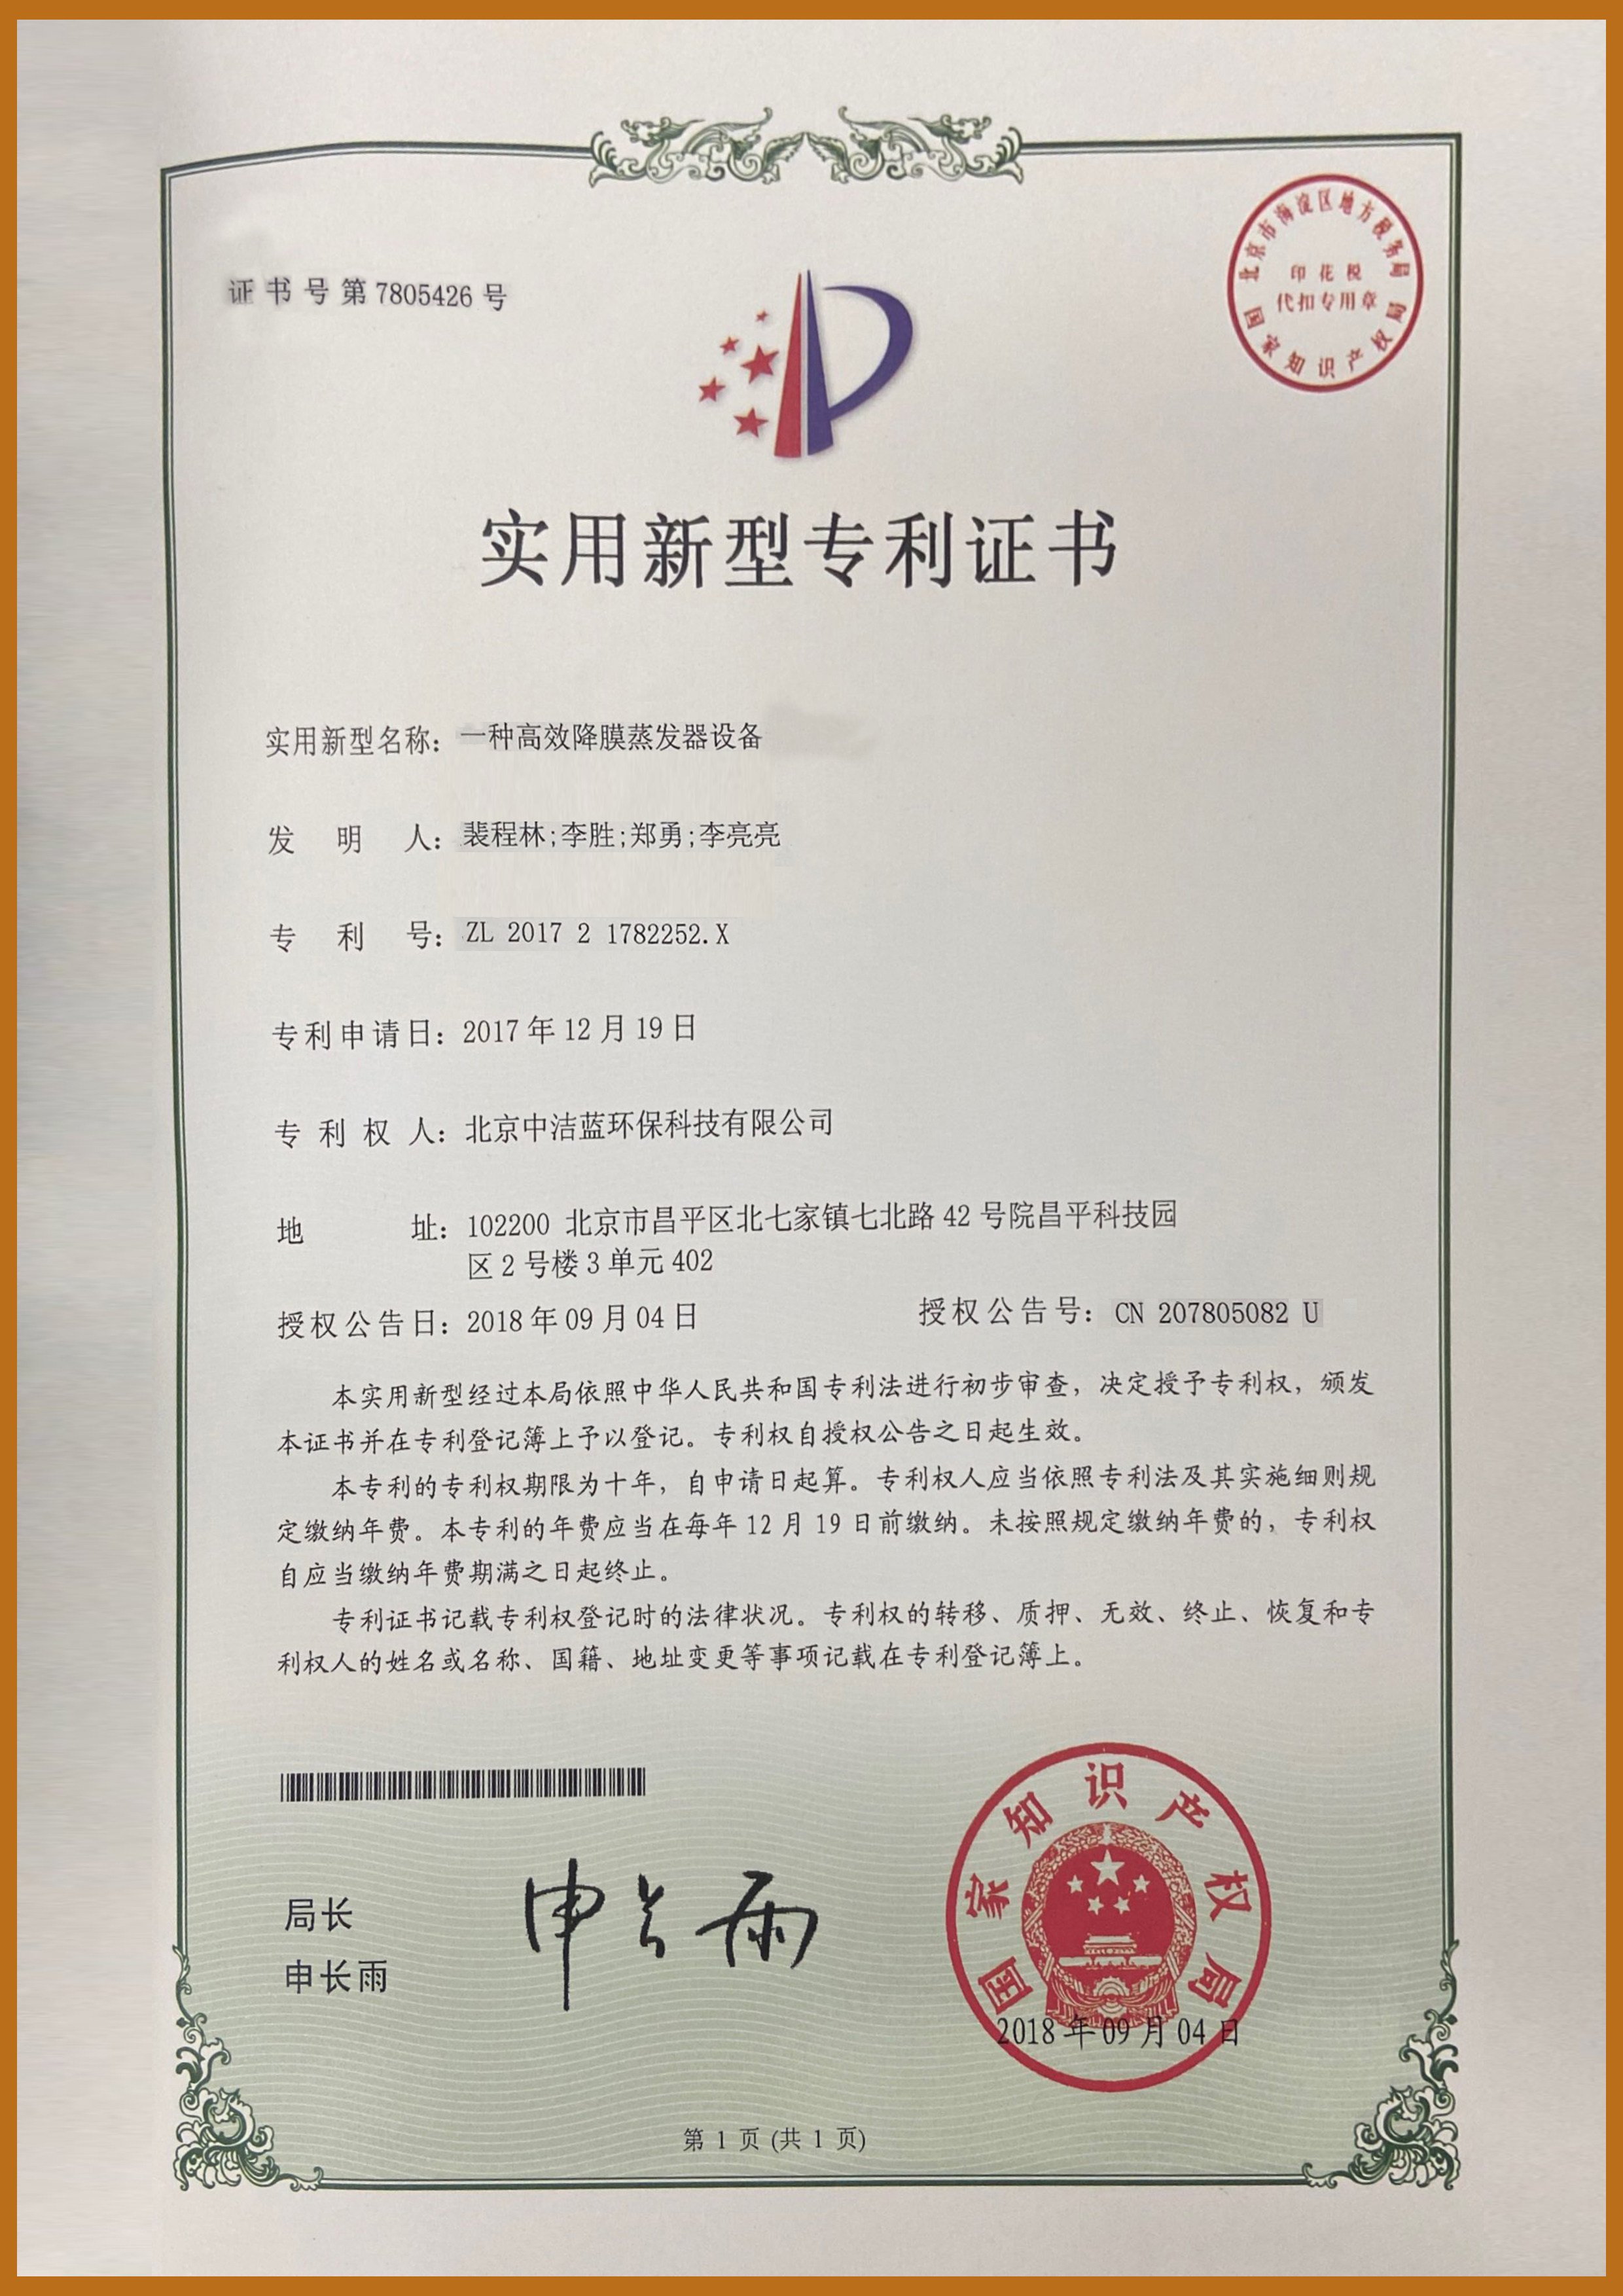 北京市海淀区地方税务局
印花税
代扣专用章
国家知识产权局
证书号第7805426号
实用新型专利证书
实用新型名称：一种高效降膜蒸发器设备
发明人：裴程林;李胜;郑勇;李亮亮
专利号：ZL 2017 2 1782252.X
专利申请日：2017年12月19日
专利权人：北京中洁蓝环保科技有限公司
地址：102200 北京市昌平区北七家镇七北路42号院昌平科技园
区2号楼3单元402
授权公告日：2018年09月04日 授权公告号：CN 207805082 U
本实用新型经过本局依照中华人民共和国专利法进行初步审查，决定授予专利权，颁发
本证书并在专利登记簿上予以登记。专利权自授权公告之日起生效。
本专利的专利权期限为十年，自申请日起算。专利权人应当依照专利法及其实施细则规
定缴纳年费。本专利的年费应当在每年12月19日前缴纳。未按照规定缴纳年费的，专利权
自应当缴纳年费期满之日起终止。
专利证书记载专利权登记时的法律状况。专利权的转移、质押、无效、终止、恢复和专
利权人的姓名或名称、国籍、地址变更等事项记载在专利登记簿上。
局长
申长雨
申长雨
国家知识产权局
2018年09月04日
第 1 页 (共 1 页)